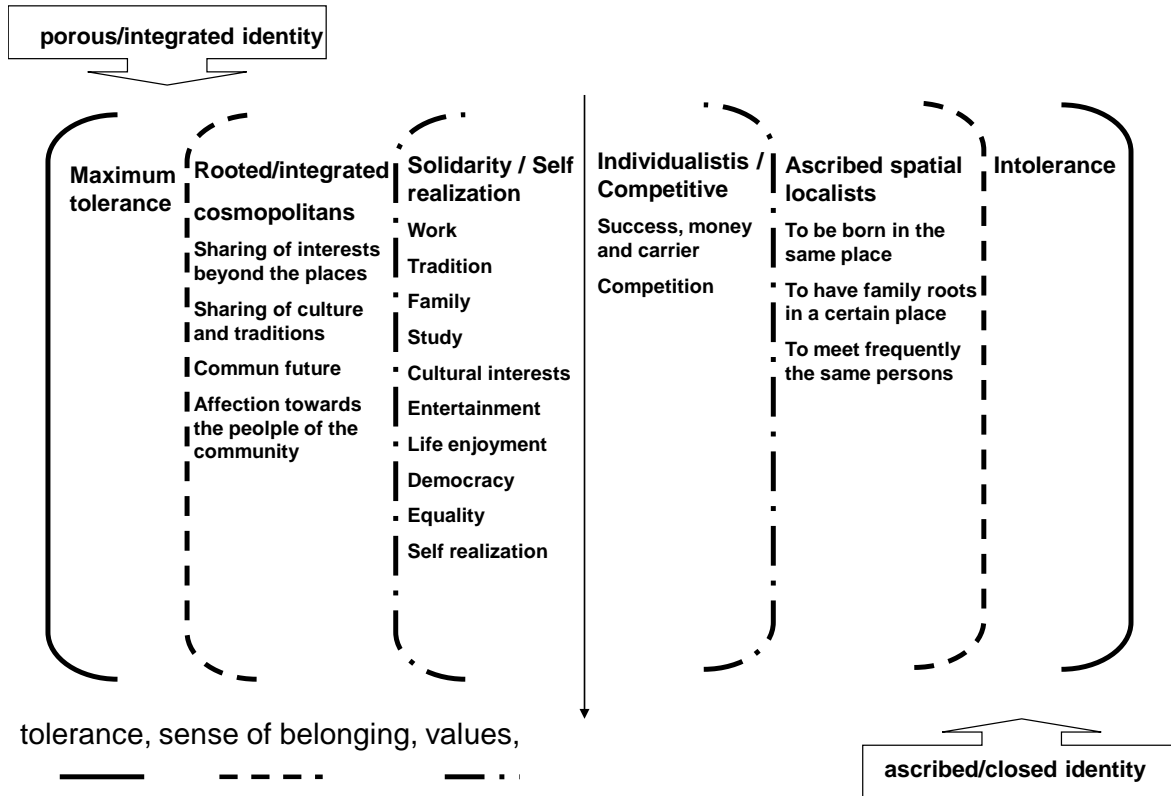 porous/integrated identity
Maximum
tolerance
Rooted/integrated
cosmopolitans
Sharing of interests
beyond the places
Sharing of culture
and traditions
Commun future
Affection towards
the peolple of the
community
Solidarity / Self
realization
Work
Tradition
Family
Study
Cultural interests
Entertainment
Life enjoyment
Democracy
Equality
Self realization
Individualistis /
Competitive
Success, money
and carrier
Competition
Ascribed spatial
localists
To be born in the
same place
To have family roots
in a certain place
To meet frequently
the same persons
Intolerance
tolerance, sense of belonging, values,
ascribed/closed identity